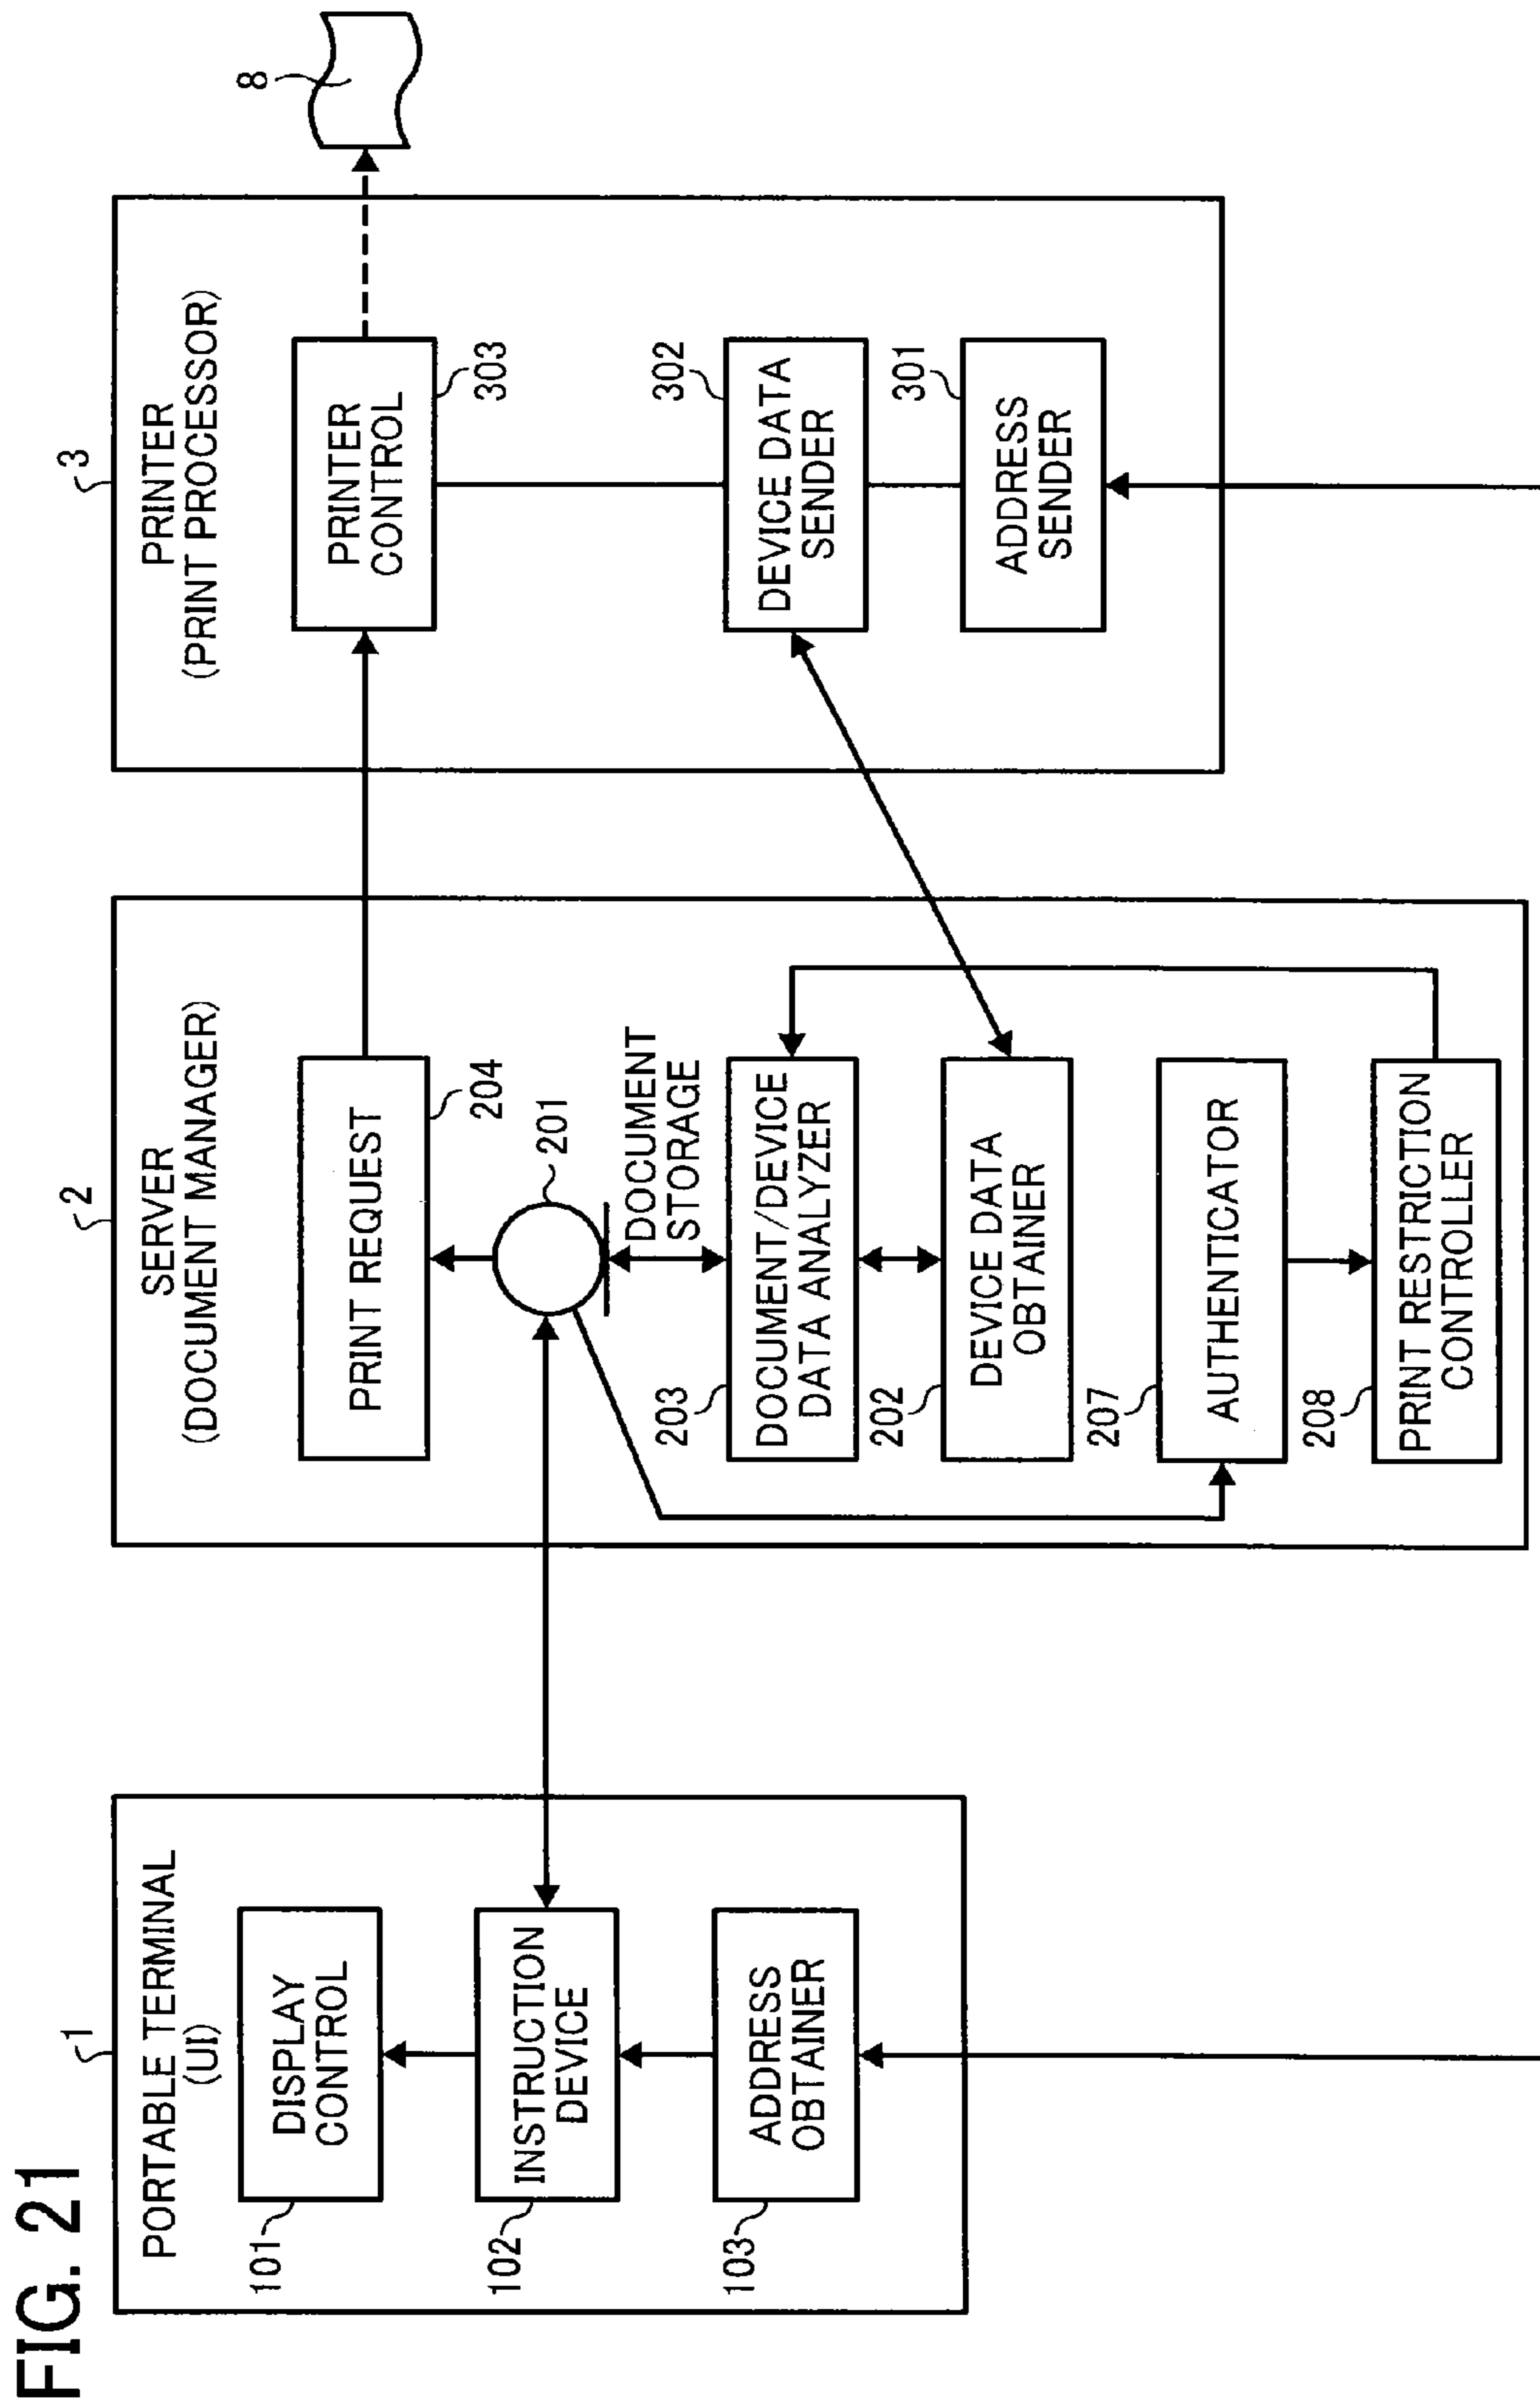 FIG. 21
1
PORTABLE TERMINAL
(UI)
101
DISPLAY
CONTROL
102
INSTRUCTION
DEVICE
103
ADDRESS
OBTAINER
2
SERVER
(DOCUMENT MANAGER)
PRINT REQUEST
204
201
DOCUMENT
STORAGE
203
DOCUMENT/DEVICE
DATA ANALYZER
202
DEVICE DATA
OBTAINER
207
AUTHENTICATOR
208
PRINT RESTRICTION
CONTROLLER
3
PRINTER
(PRINT PROCESSOR)
PRINTER
CONTROL
303
302
DEVICE DATA
SENDER
301
ADDRESS
SENDER
8